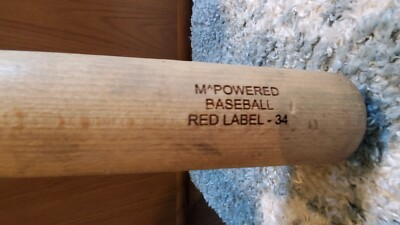 M^POWERED
BASEBALL
RED LABEL - 34